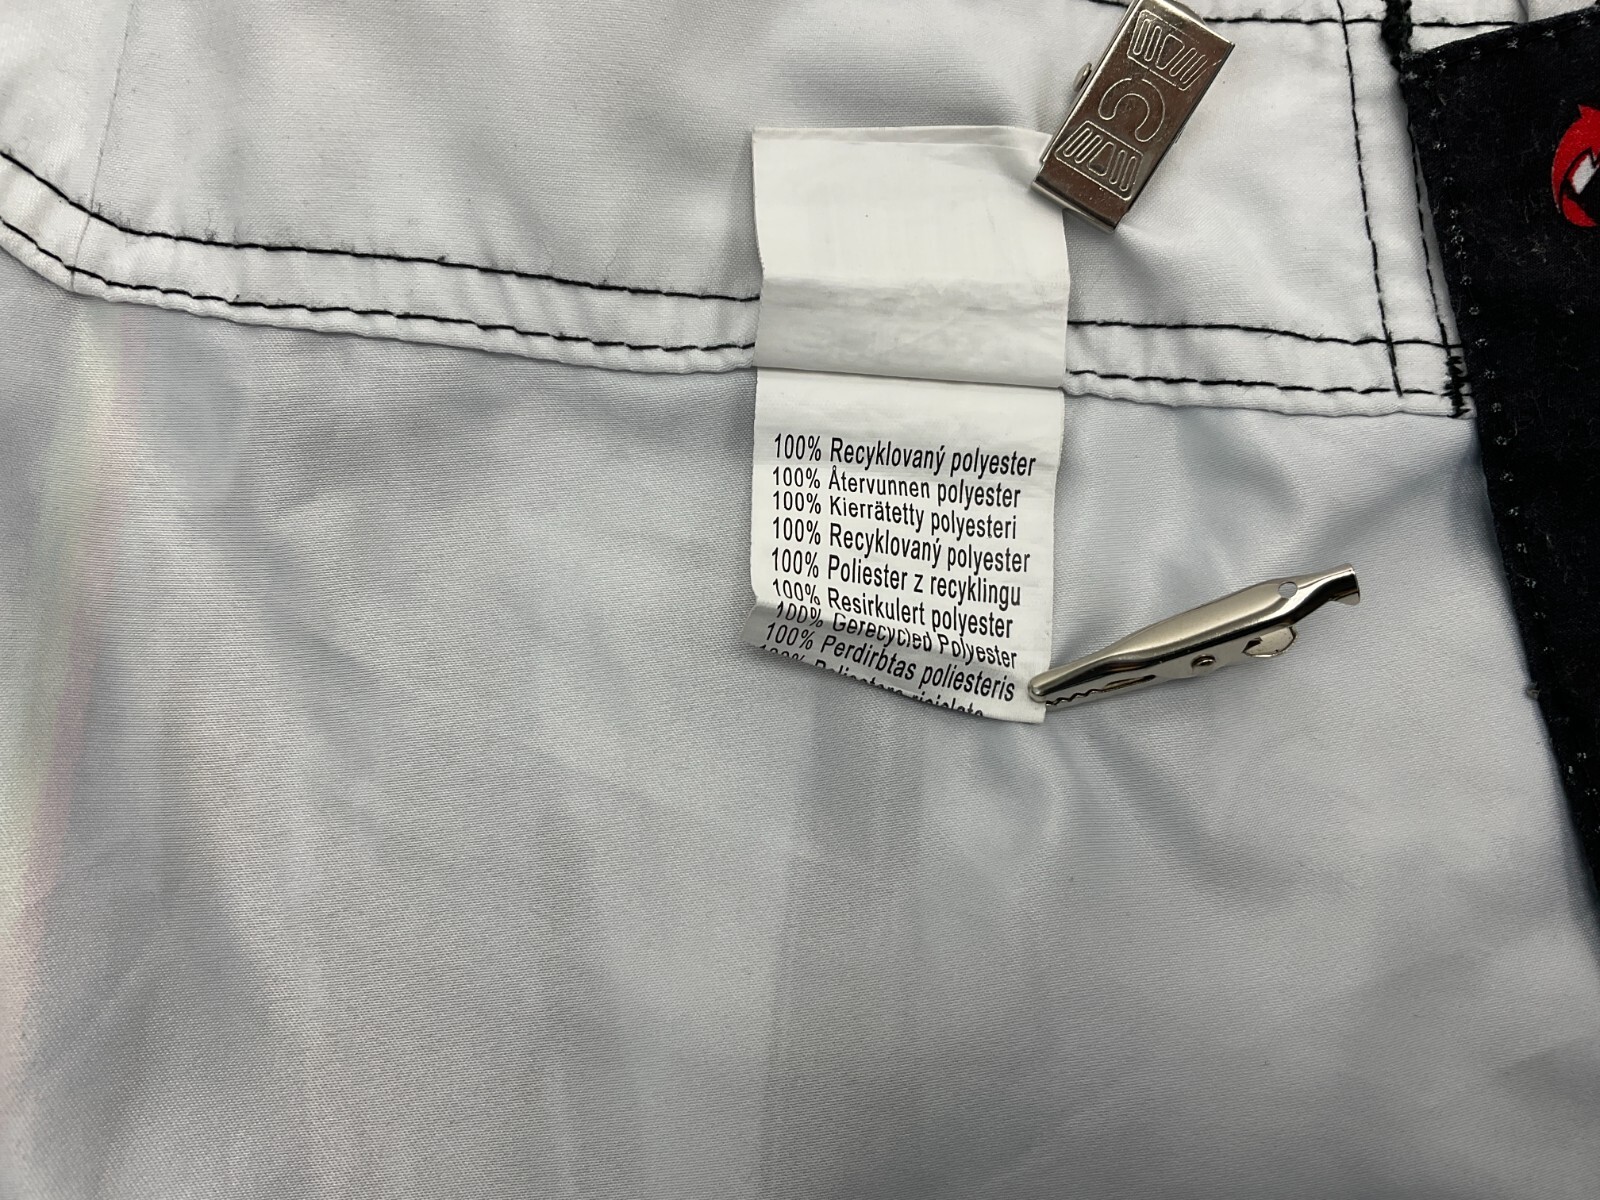 100% Recyklovaný polyester
100% Återvunnen polyester
100% Kierrätetty polyesteri
100% Recyklovaný polyester
100% Poliester z recyklingu
100% Resirkulert polyester
100% Gerecycled Polyester
100% Perdirbtas poliesteris